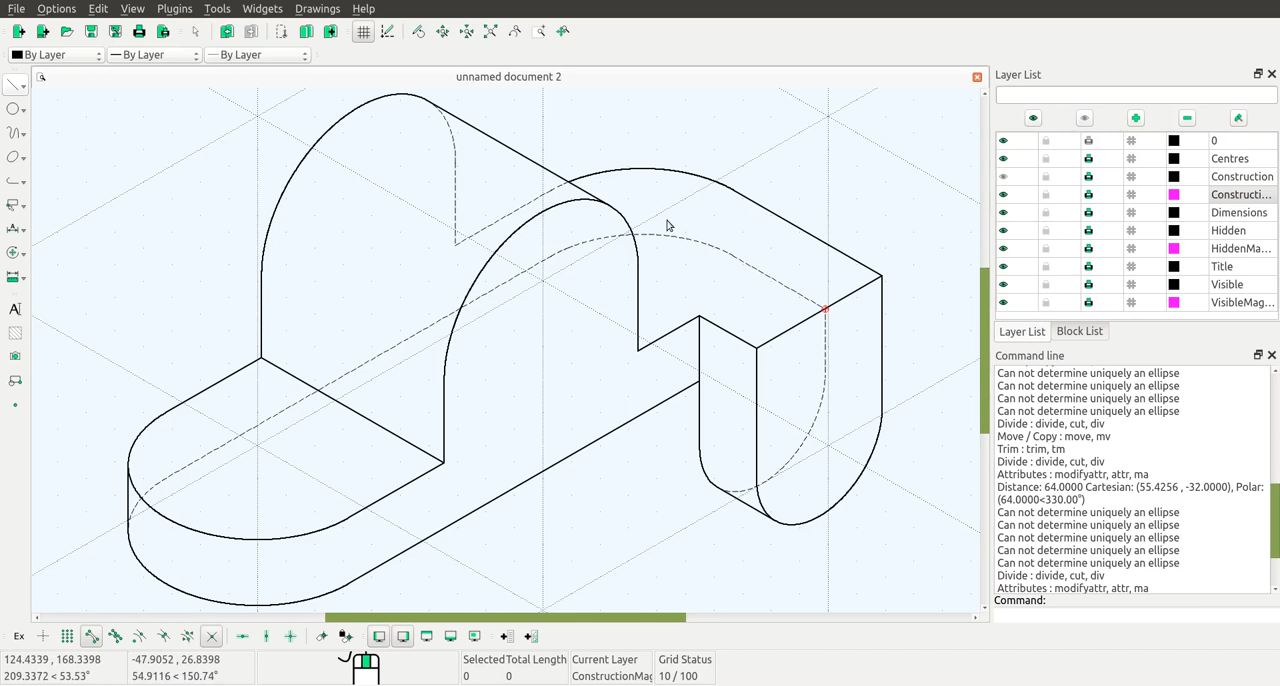 File Options Edit View Plugins Tools Widgets Drawings Help
By Layer By Layer By Layer
unnamed document 2
Layer List
0
Centres
Construction
Constructi...
Dimensions
Hidden
HiddenMa...
Title
Visible
VisibleMag...
Layer List Block List
Command line
Can not determine uniquely an ellipse
Can not determine uniquely an ellipse
Can not determine uniquely an ellipse
Can not determine uniquely an ellipse
Divide : divide, cut, div
Move / Copy : move, mv
Trim : trim, tm
Divide : divide, cut, div
Attributes : modifyattr, attr, ma
Distance: 64.0000 Cartesian: (55.4256 , -32.0000), Polar:
(64.0000<330.00°)
Can not determine uniquely an ellipse
Can not determine uniquely an ellipse
Can not determine uniquely an ellipse
Can not determine uniquely an ellipse
Can not determine uniquely an ellipse
Divide : divide, cut, div
Attributes : modifyattr, attr, ma
Command:
Ex
124.4339 , 168.3398 -47.9052 , 26.8398 Selected Total Length Current Layer Grid Status
209.3372 < 53.53° 54.9116 < 150.74° 0 0 ConstructionMag 10 / 100